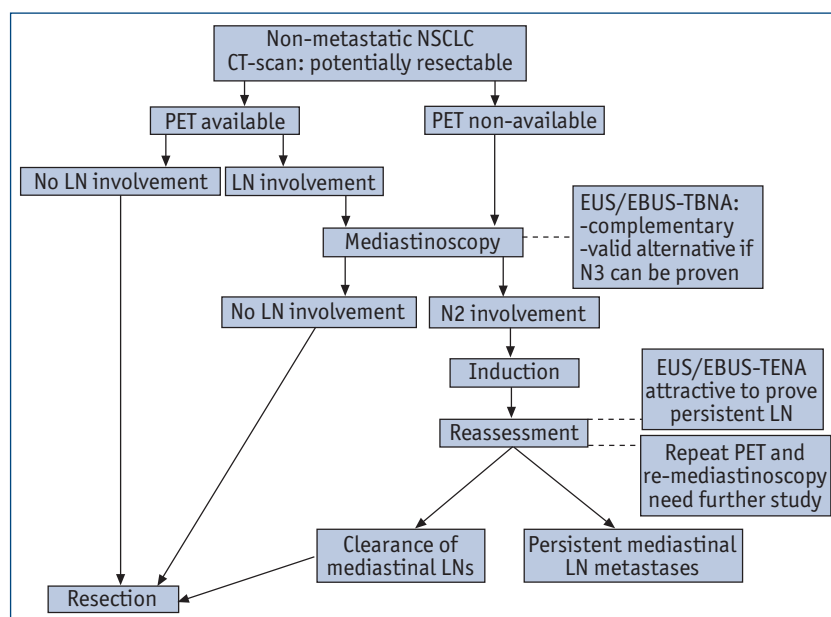 Non-metastatic NSCLC
CT-scan: potentially resectable
PET available
PET non-available
No LN involvement
LN involvement
EUS/EBUS-TBNA:
-complementary
-valid alternative if
N3 can be proven
Mediastinoscopy
No LN involvement
N2 involvement
Induction
EUS/EBUS-TENA
attractive to prove
persistent LN
Reassessment
Repeat PET and
re-mediastinoscopy
need further study
Clearance of
mediastinal LNs
Persistent mediastinal
LN metastases
Resection